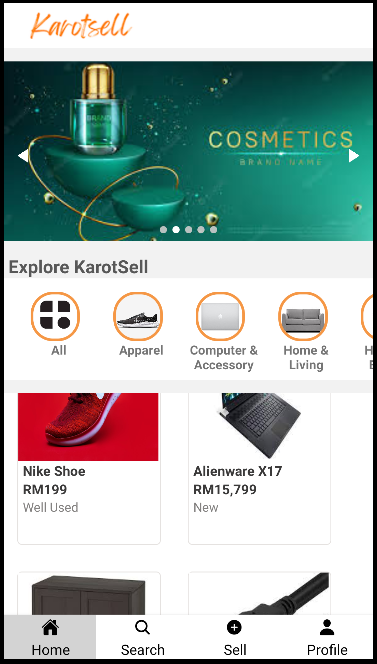 Karotsell
BRAND
COSMETICS
BRAND NAME
Explore KarotSell
All
Apparel
Computer &
Accessory
Home &
Living
Nike Shoe
RM199
Well Used
Alienware X17
RM15,799
New
Home
Search
Sell
Profile